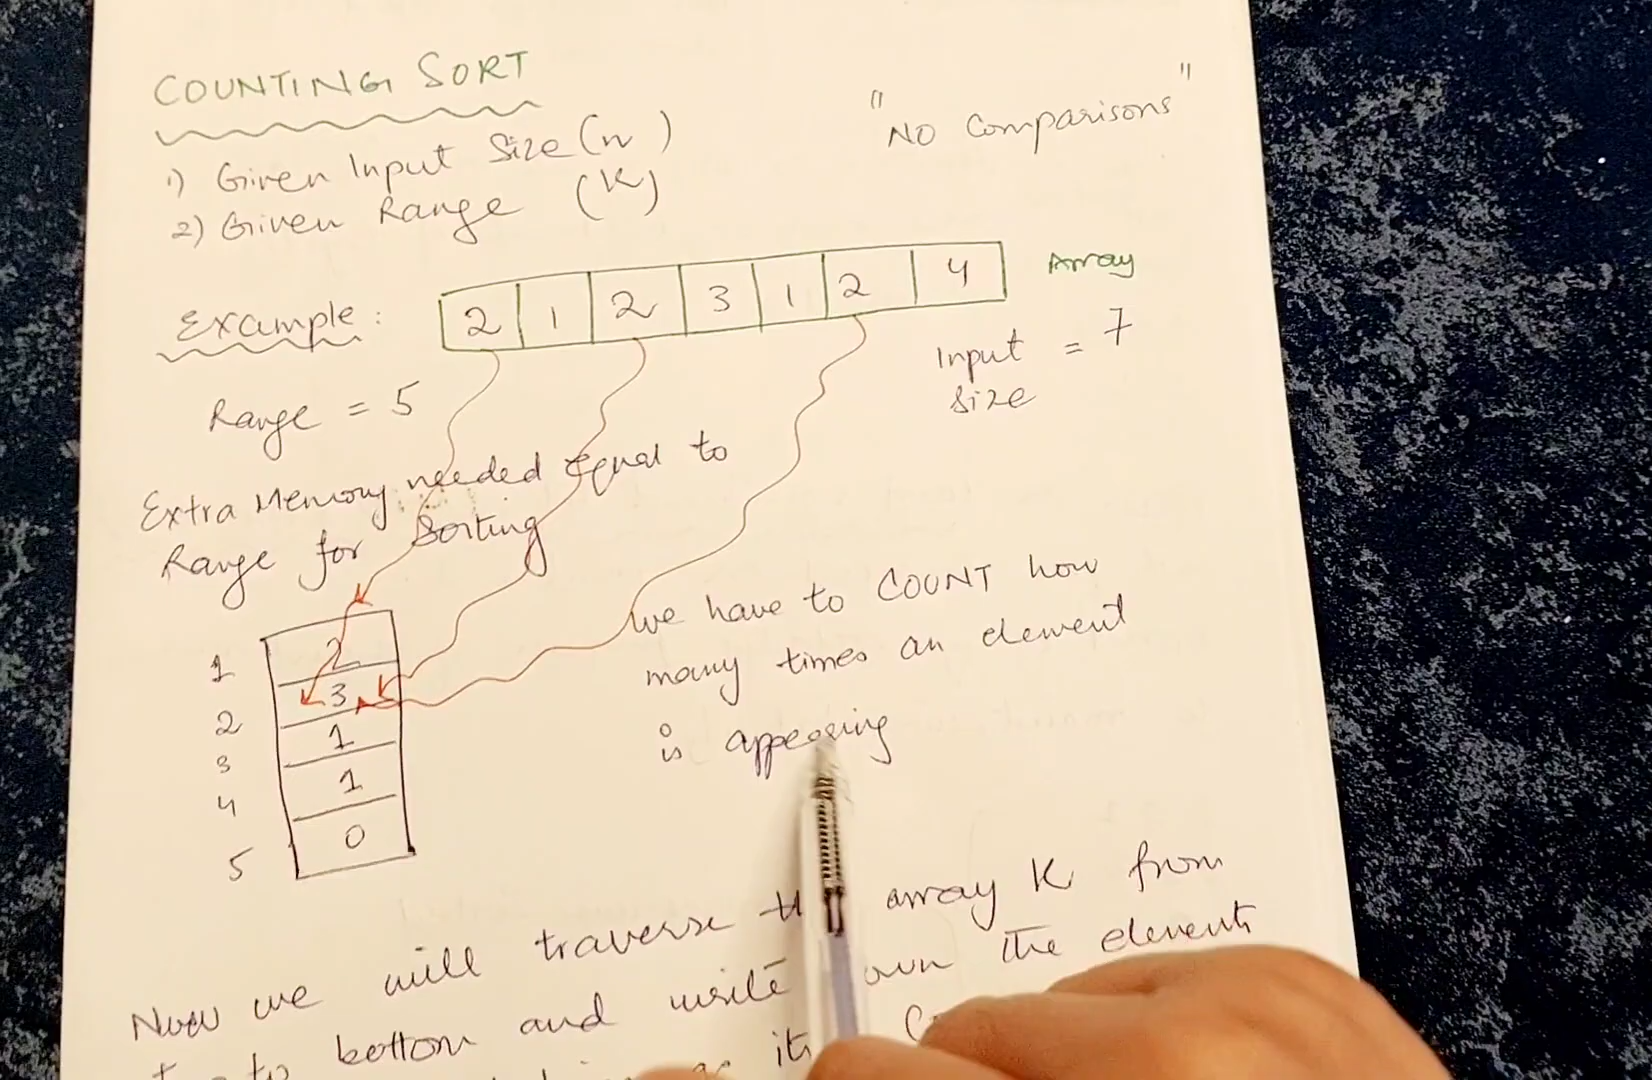 COUNTING SORT
"No Comparisons"
1) Given Input Size (n)
2) Given Range (K)
Example:
2 1 2 3 1 2 4
Array
Range = 5
Input Size = 7
Extra Memory needed equal to
Range for Sorting
1 2
2 3
3 1
4 1
5 0
we have to COUNT how
many times an element
is appearing
Now we will traverse array K from
to bottom and write the elements